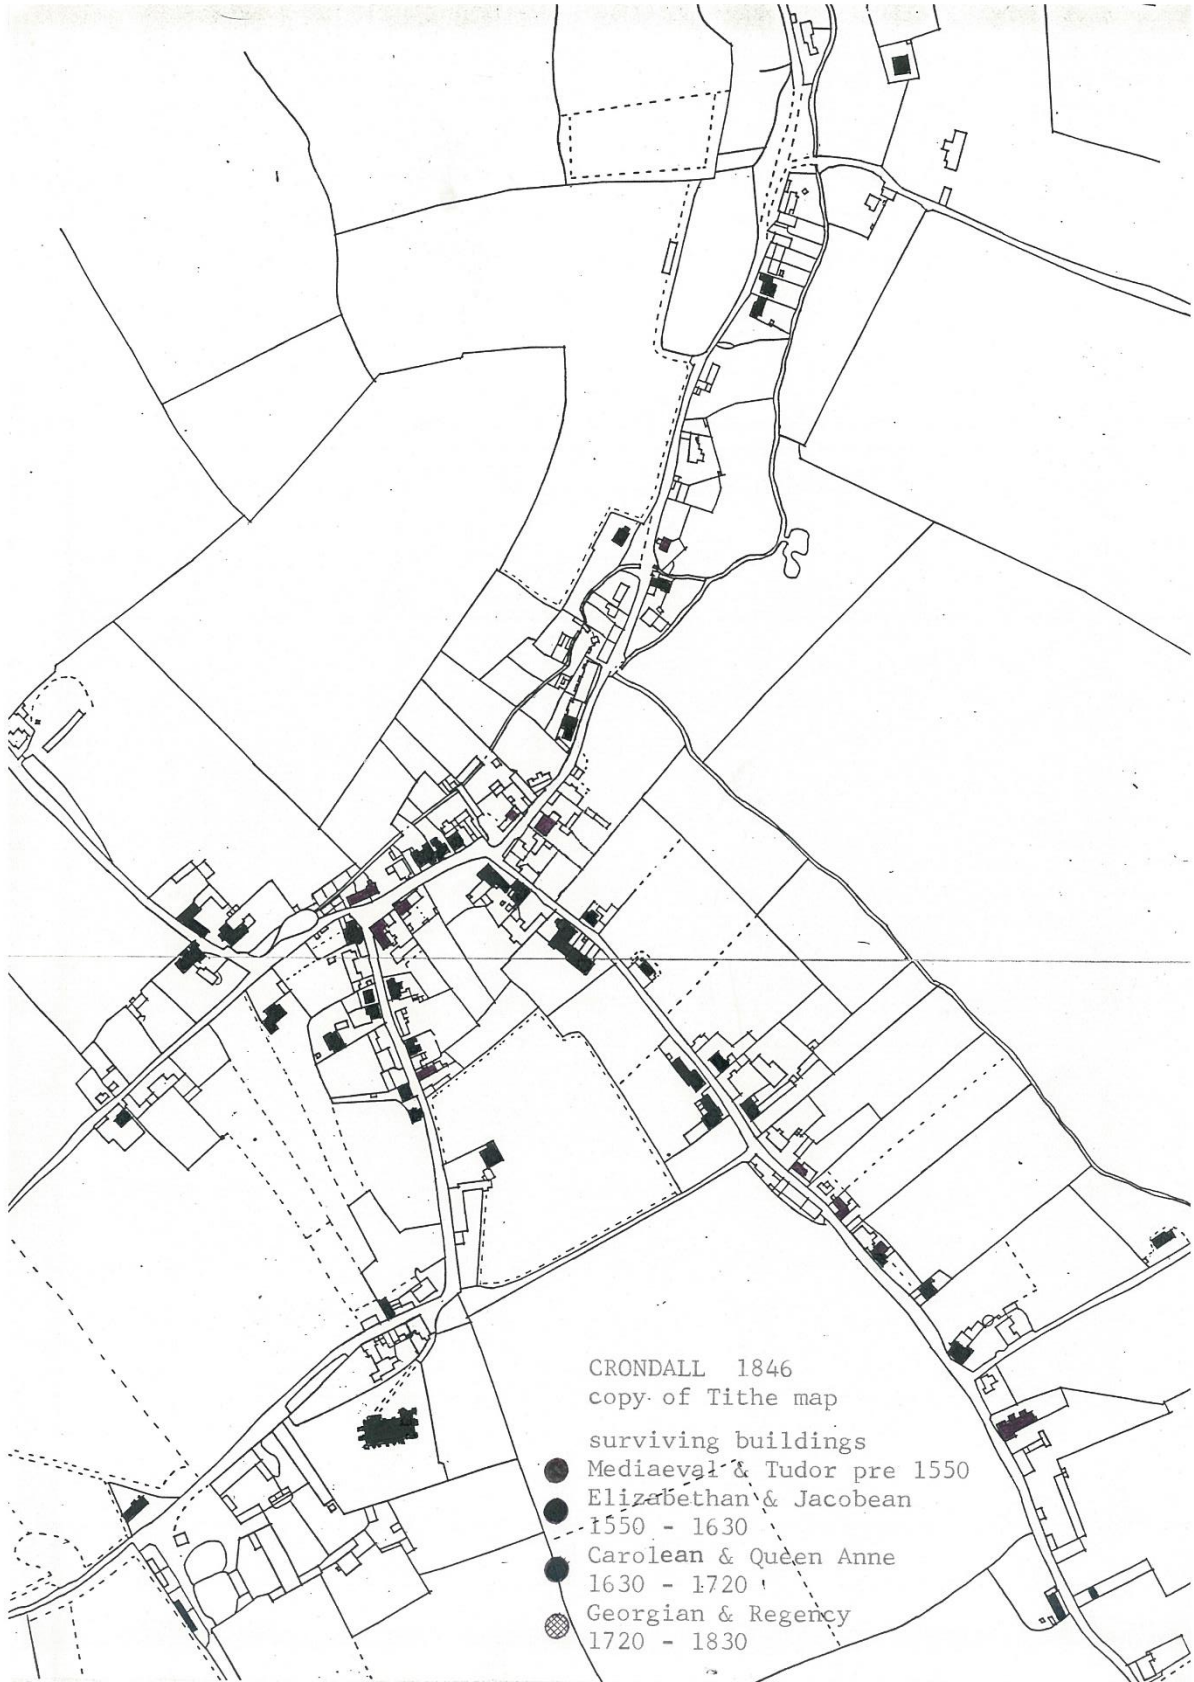 CRONDALL 1846
copy of Tithe map
surviving buildings
Mediaeval & Tudor pre 1550
Elizabethan & Jacobean
1550 - 1630
Carolean & Queen Anne
1630 - 1720
Georgian & Regency
1720 - 1830